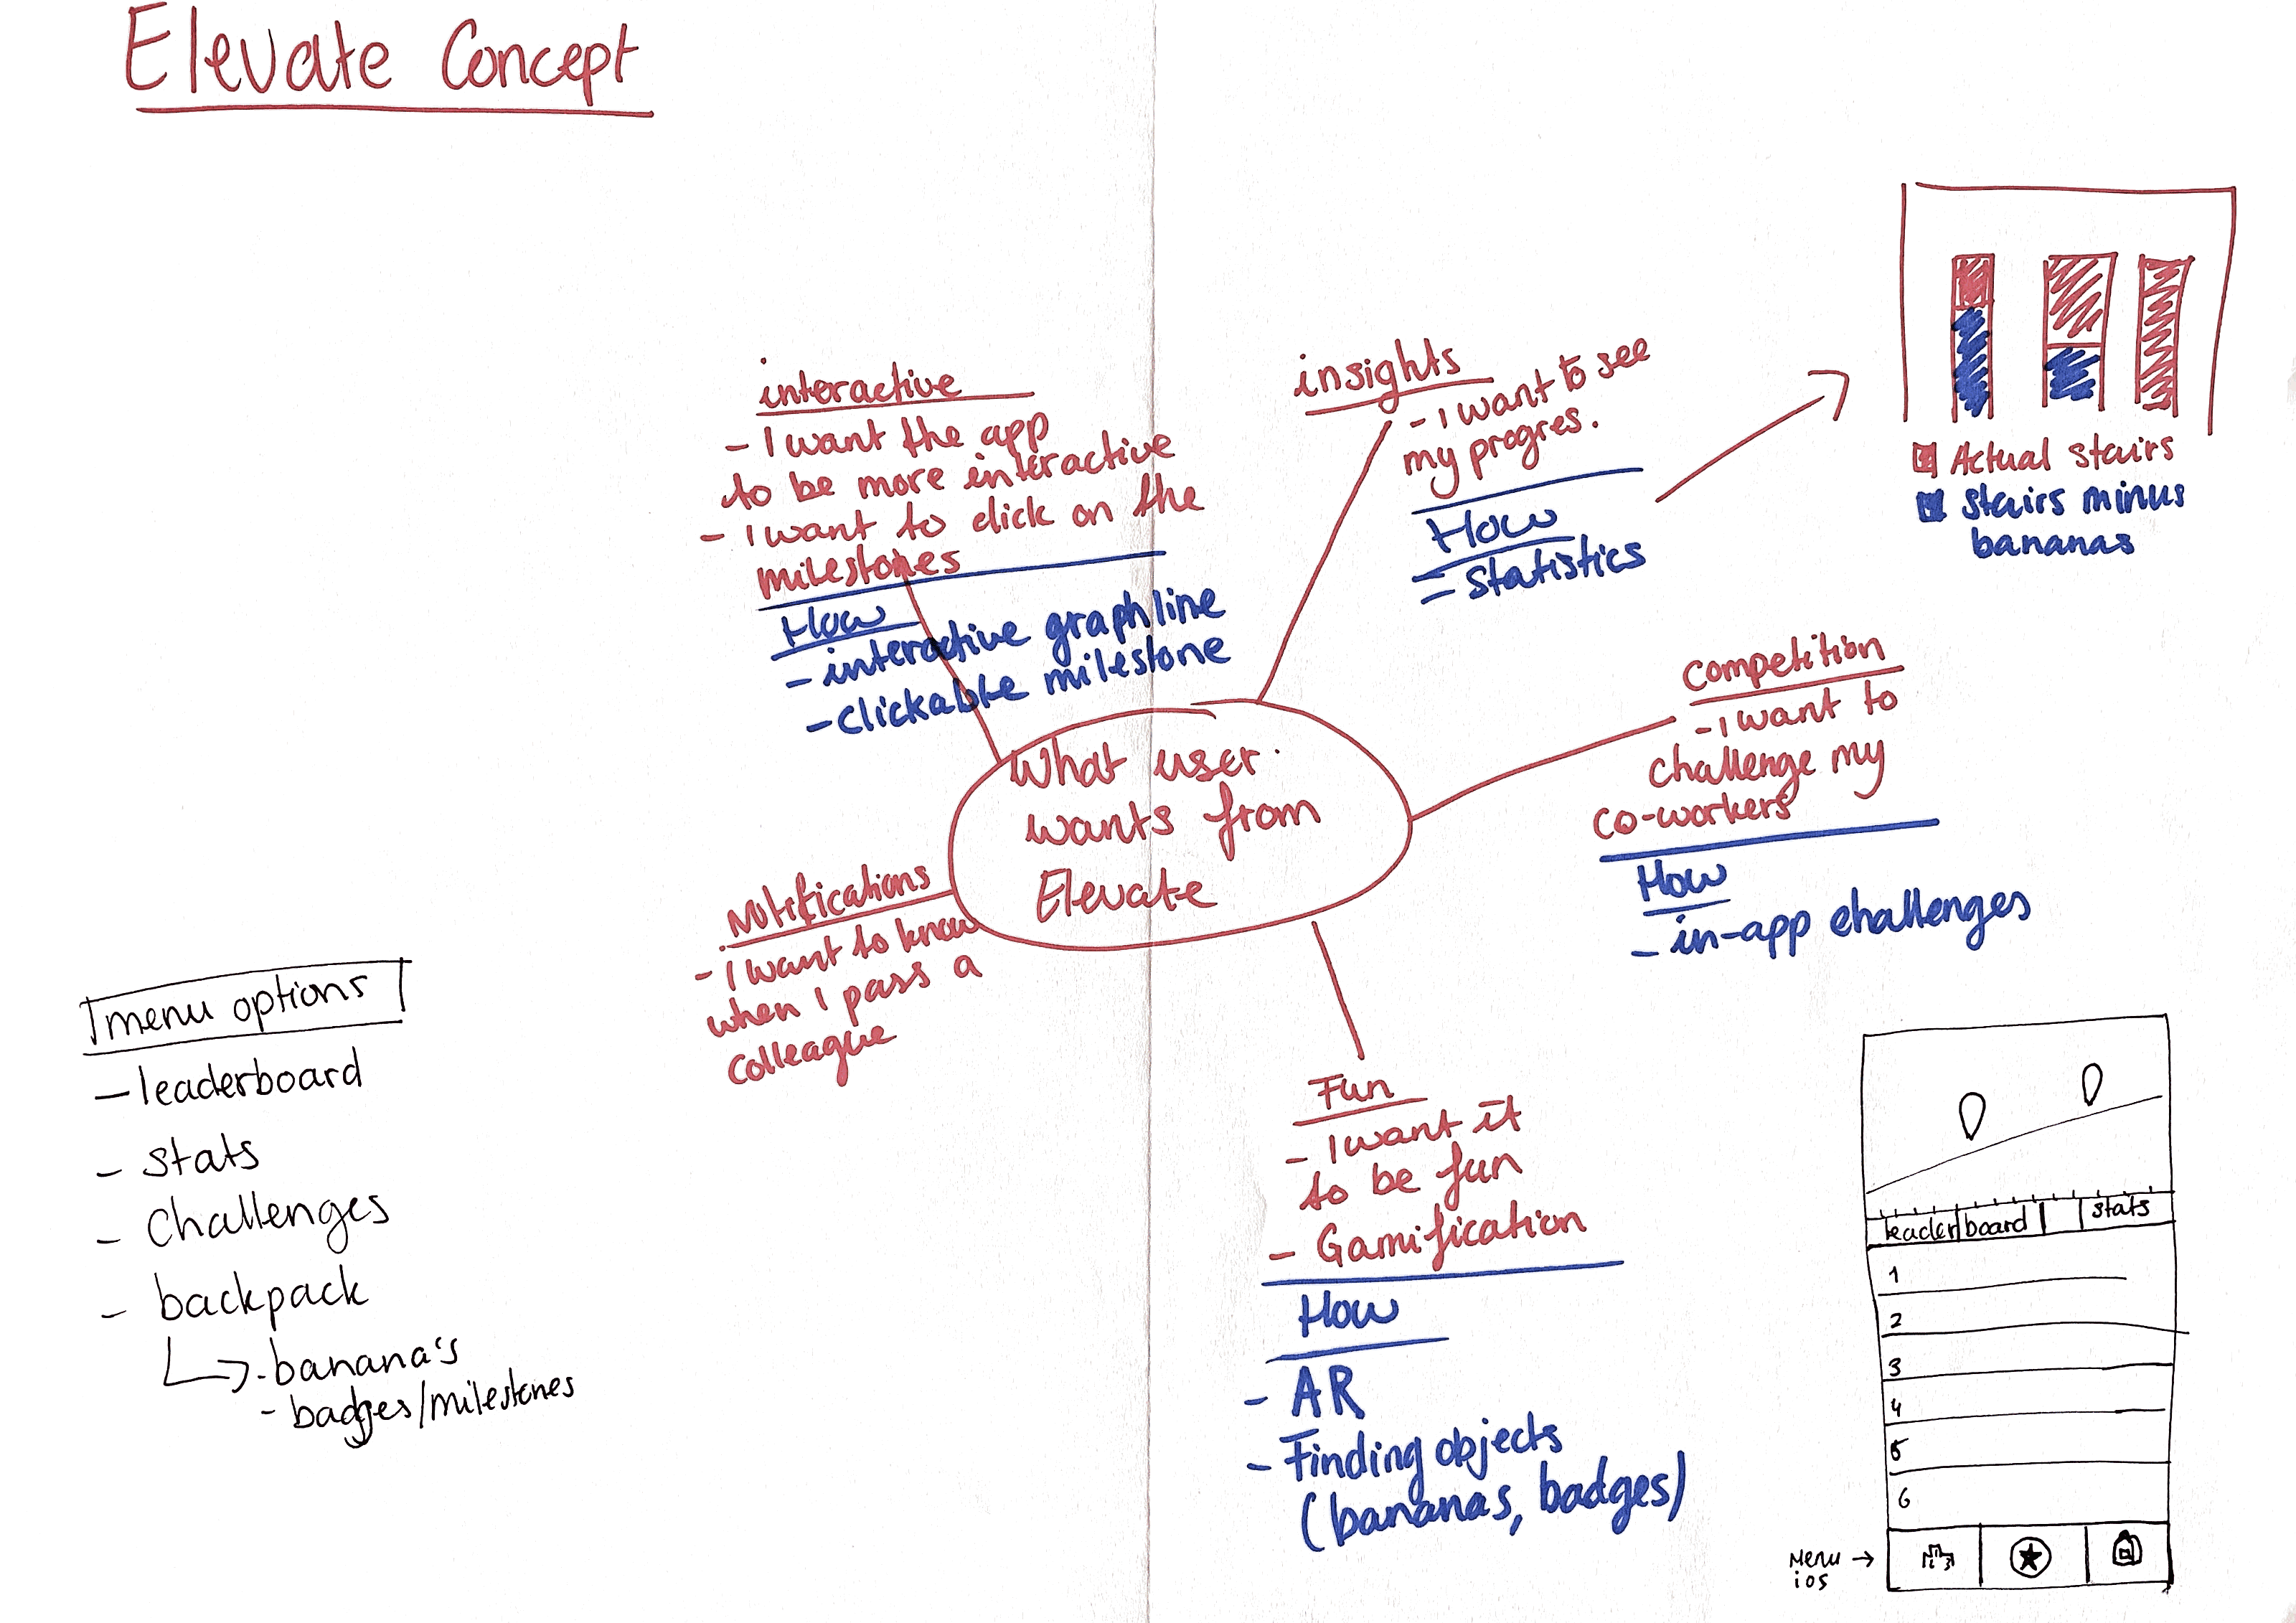 Elevate Concept
interactive
- I want the app
to be more interactive
- I want to click on the
milestones
How
- interactive graphline
- clickable milestone
insights
- I want to see
my progres.
How
- Statistics
Actual stairs
Stairs minus
bananas
Competition
- I want to
challenge my
co-workers
How
- in-app challenges
What user
wants from
Elevate
Notifications
- I want to know
when I pass a
colleague
Fun
- I want it
to be fun
- Gamification
How
- AR
- Finding objects
(bananas, badges)
menu options
- leaderboard
- stats
- Challenges
- backpack
- banana's
- badges/milestones
leaderboard stats
1
2
3
4
5
6
Menu →
ios